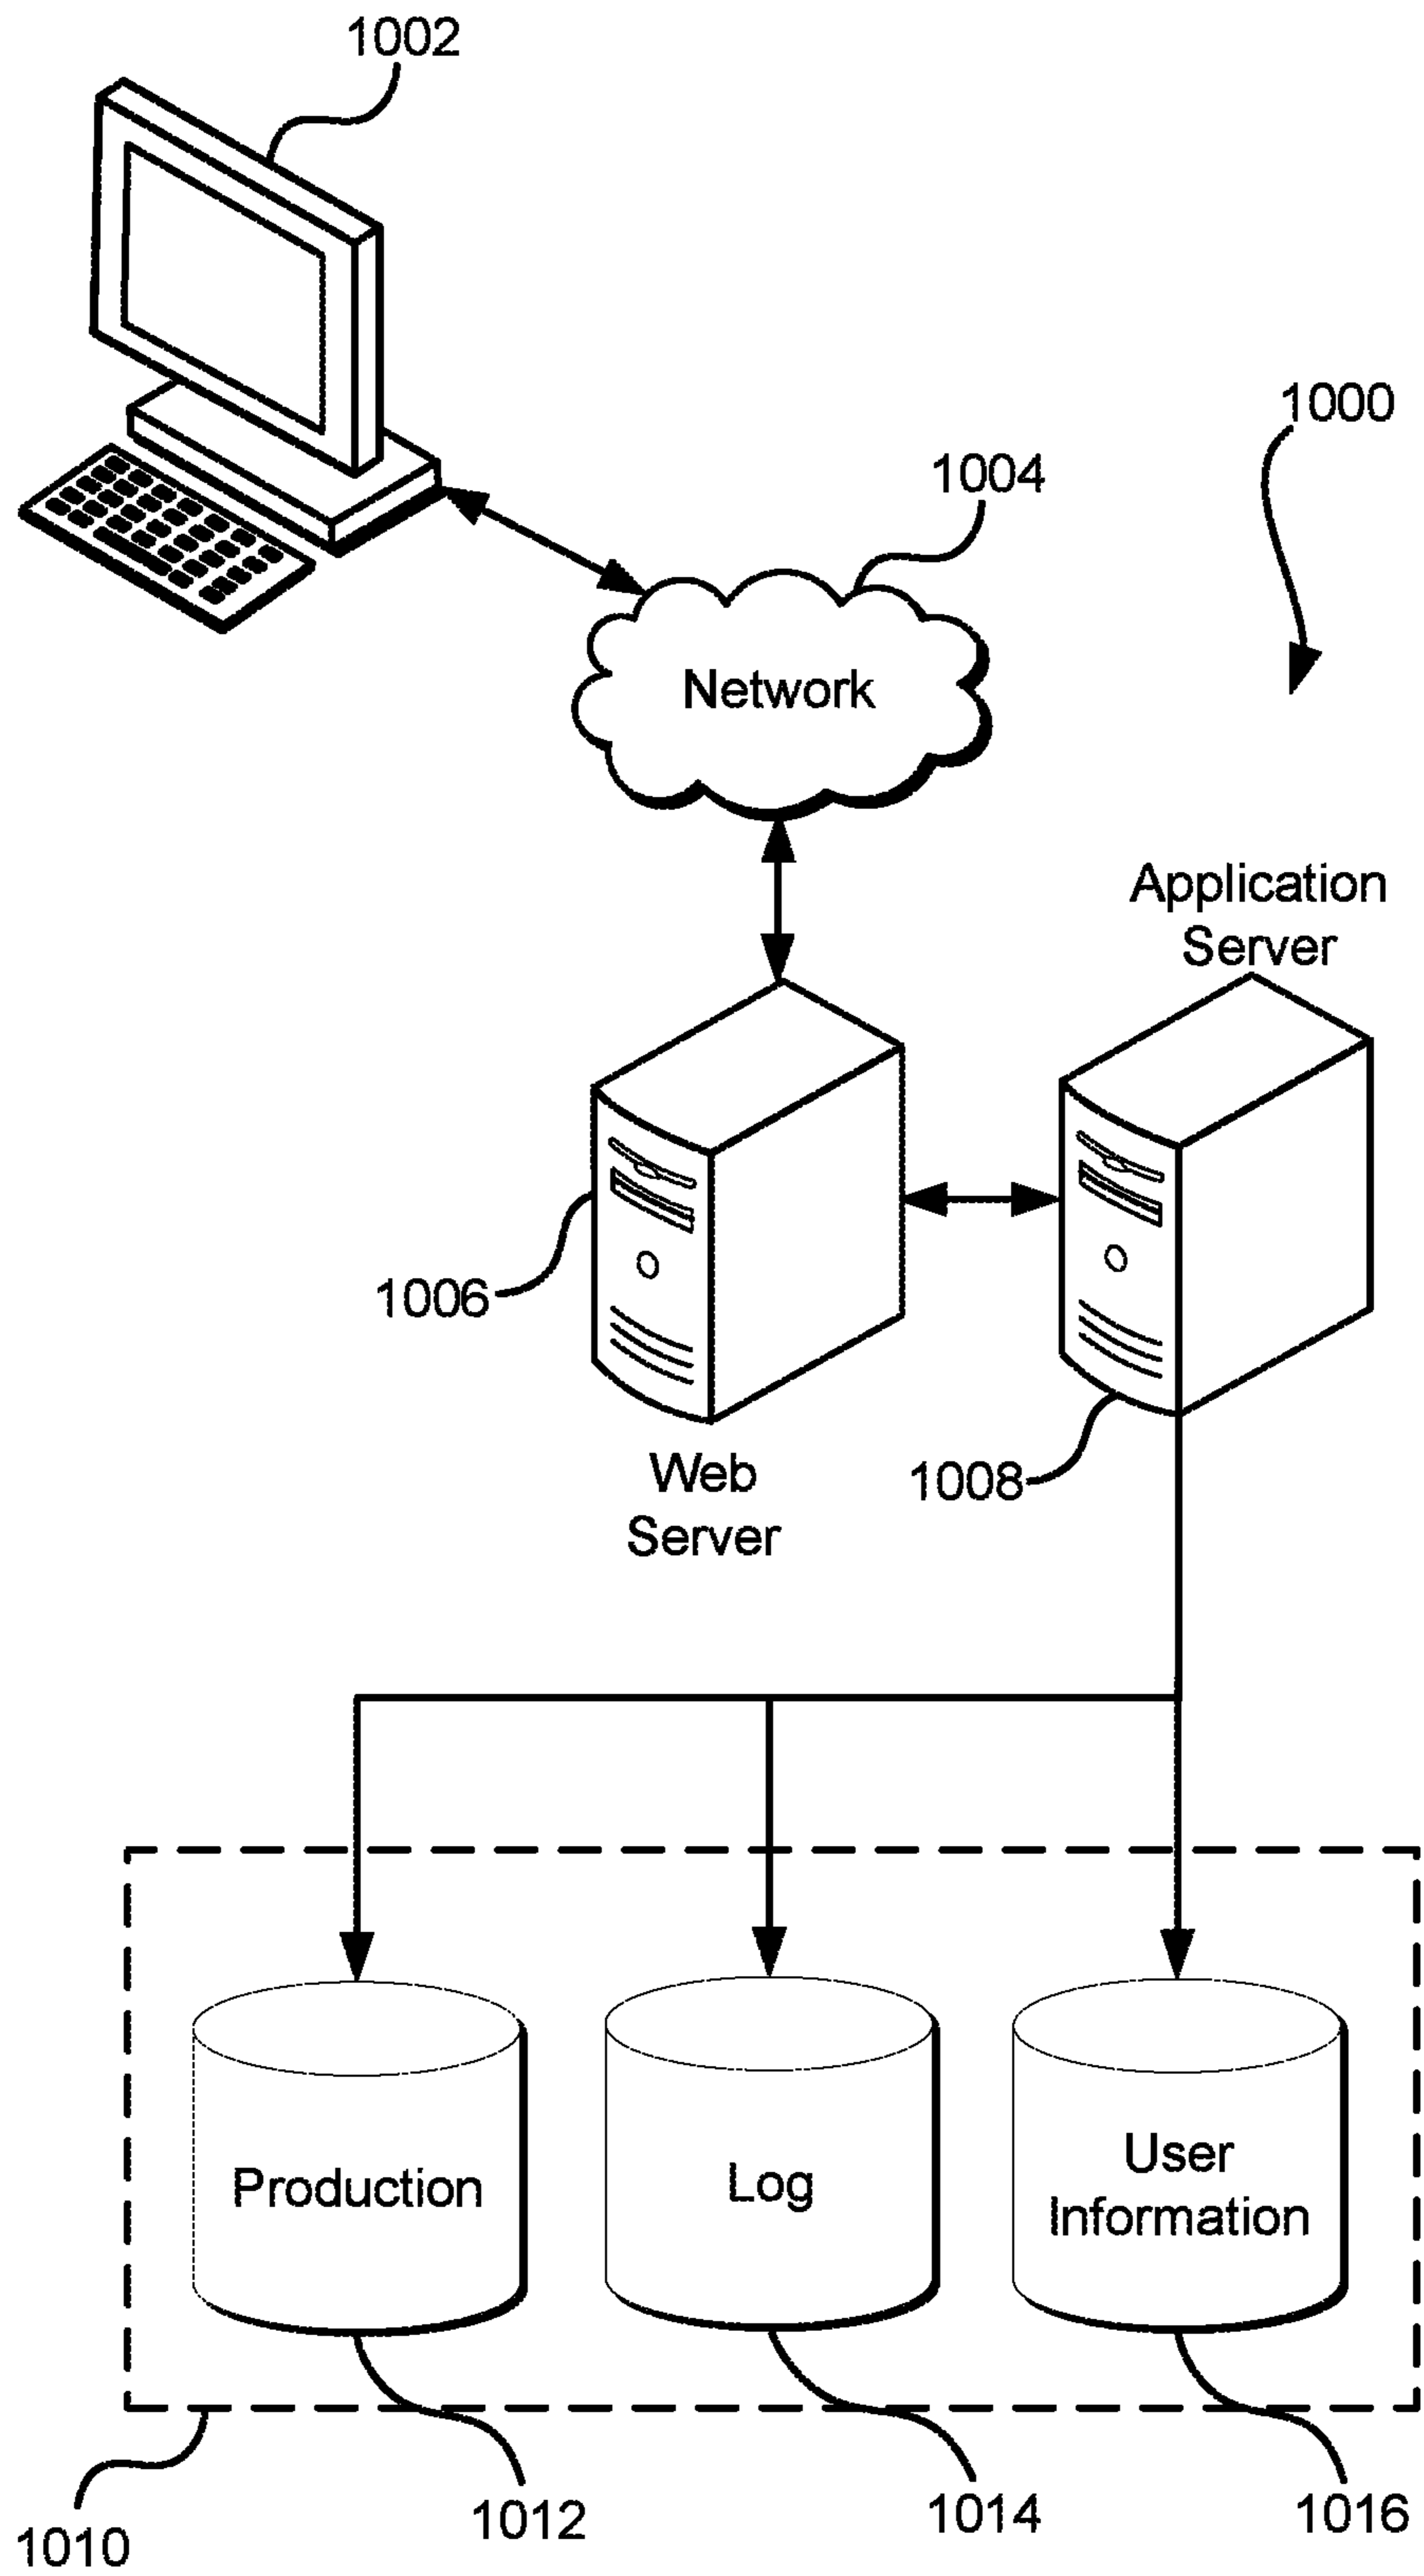 1002
1000
1004
Network
Application
Server
1006
Web
Server
1008
Production
Log
User
Information
1010
1012
1014
1016